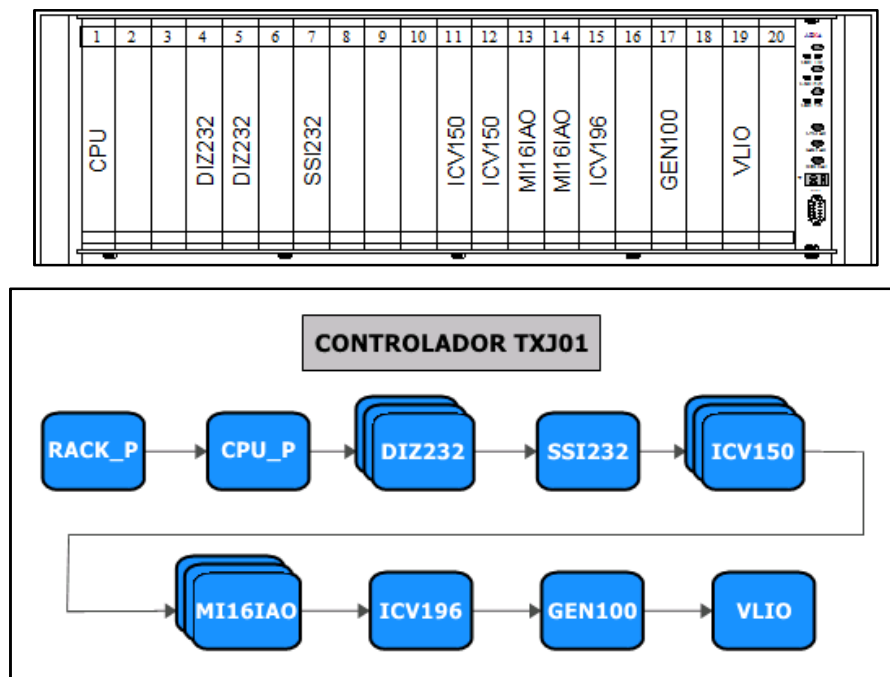 1 2 3 4 5 6 7 8 9 10 11 12 13 14 15 16 17 18 19 20
CPU DIZ232 DIZ232 SSI232 ICV150 ICV150 MI16IAO MI16IAO ICV196 GEN100 VLIO
CONTROLADOR TXJ01
RACK_P CPU_P DIZ232 SSI232 ICV150
MI16IAO ICV196 GEN100 VLIO